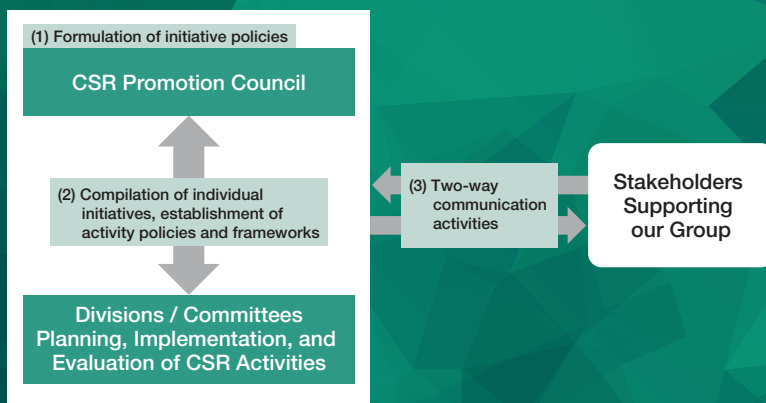 (1) Formulation of initiative policies
CSR Promotion Council
(2) Compilation of individual
initiatives, establishment of
activity policies and frameworks
(3) Two-way
communication
activities
Stakeholders
Supporting
our Group
Divisions / Committees
Planning, Implementation, and
Evaluation of CSR Activities